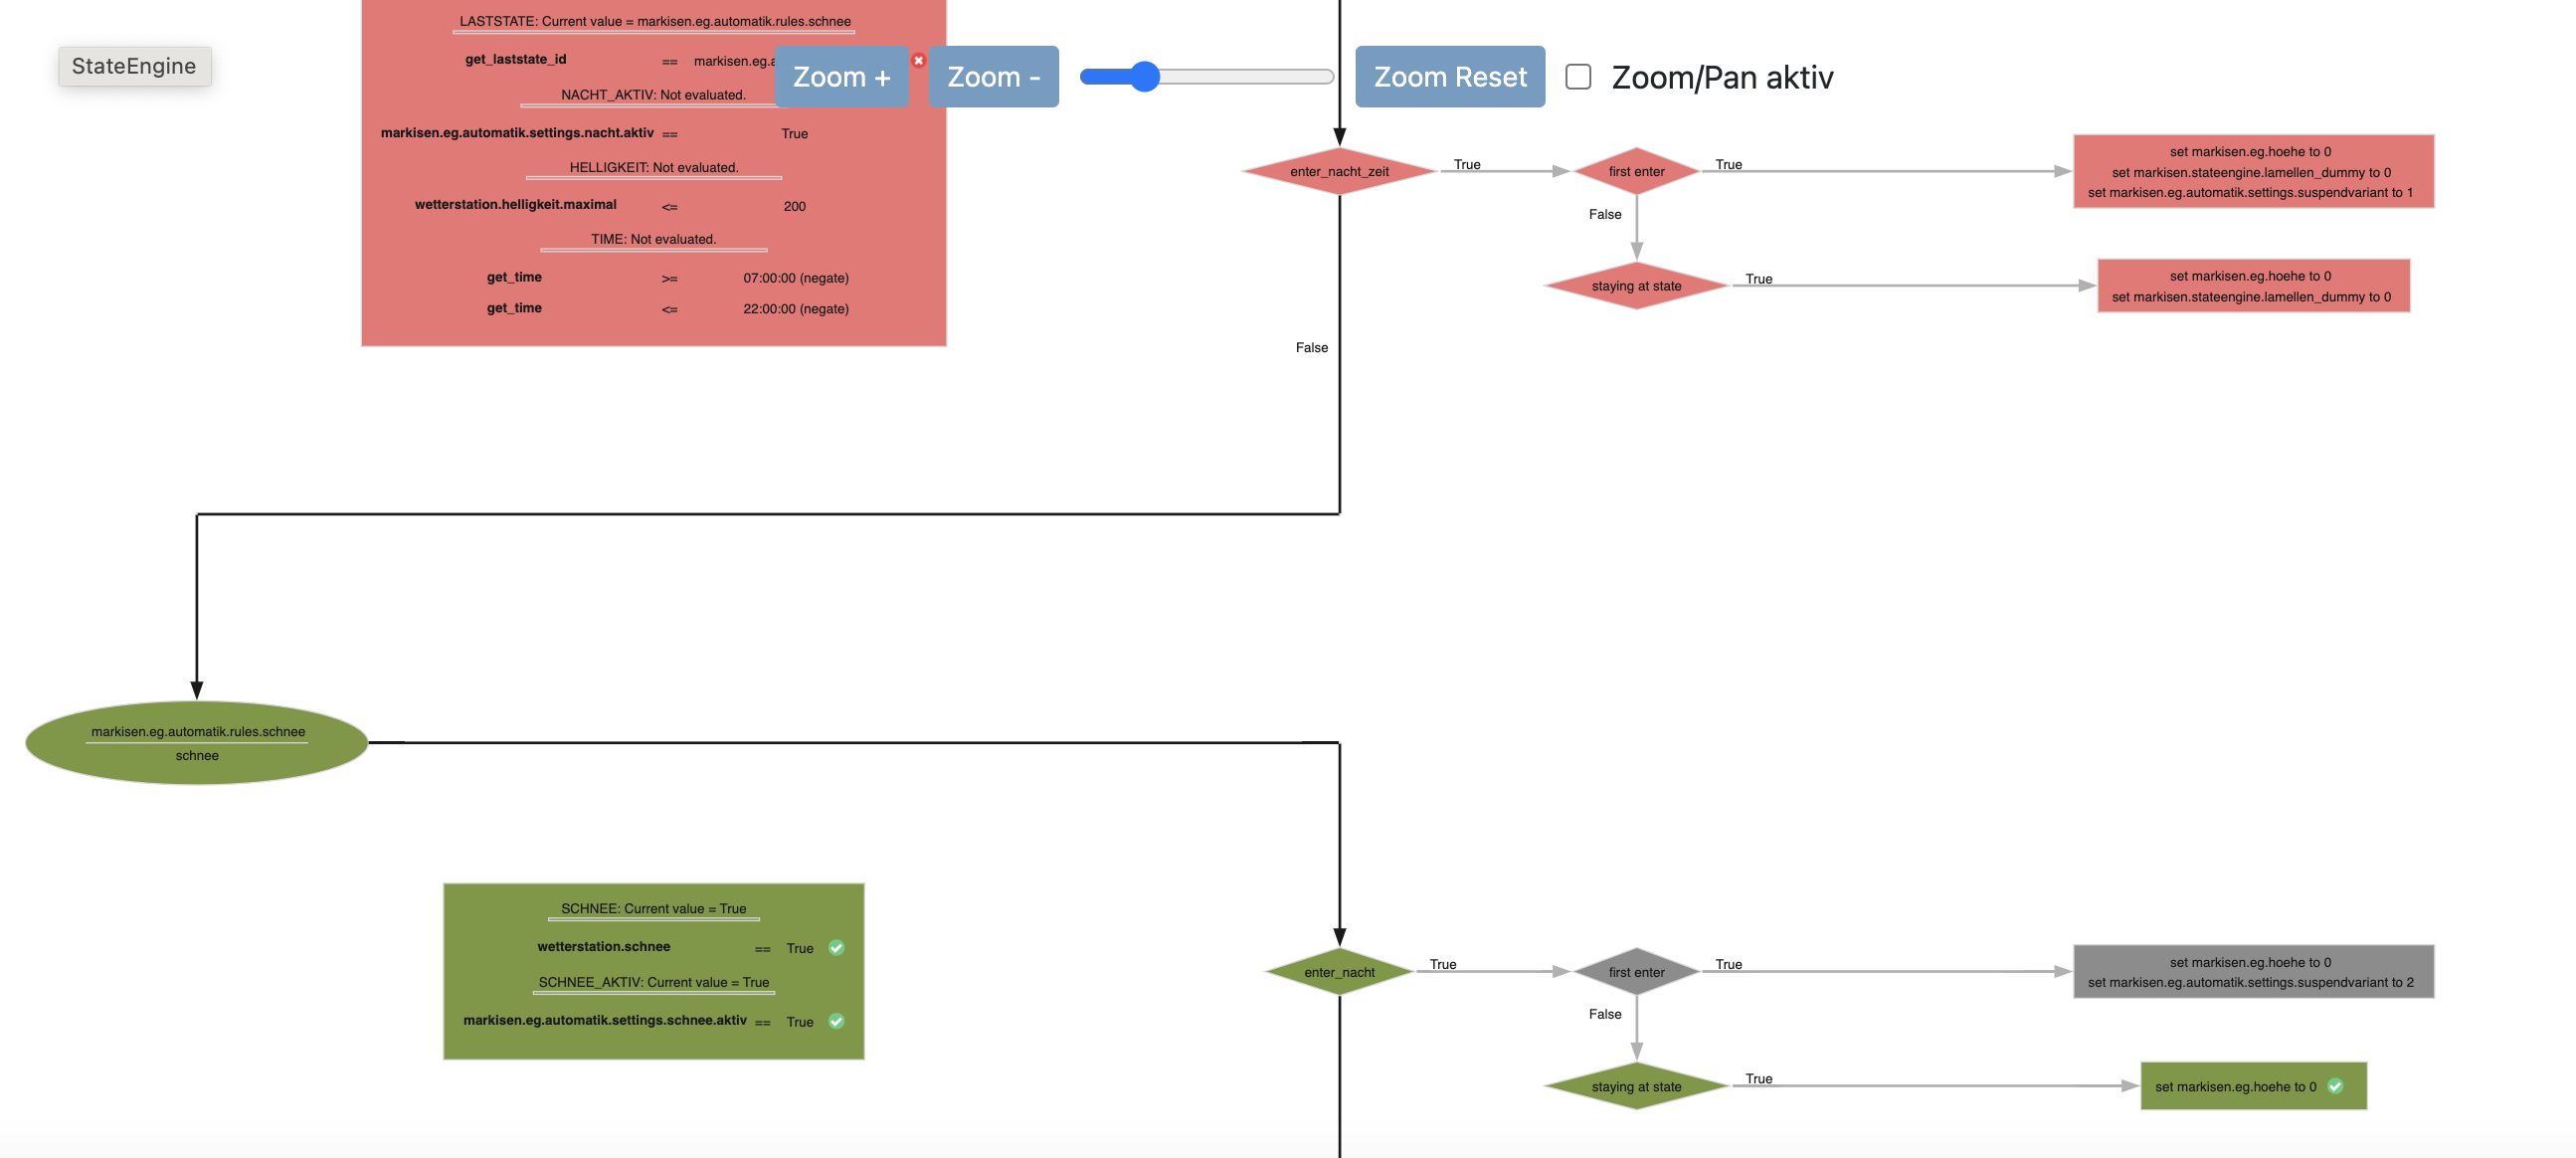 StateEngine
LASTSTATE: Current value = markisen.eg.automatik.rules.schnee
get_laststate_id == markisen.eg.a
Zoom +
Zoom -
Zoom Reset
Zoom/Pan aktiv
NACHT_AKTIV: Not evaluated.
markisen.eg.automatik.settings.nacht.aktiv == True
HELLIGKEIT: Not evaluated.
wetterstation.helligkeit.maximal <= 200
TIME: Not evaluated.
get_time >= 07:00:00 (negate)
get_time <= 22:00:00 (negate)
enter_nacht_zeit
True
first enter
True
set markisen.eg.hoehe to 0
set markisen.stateengine.lamellen_dummy to 0
set markisen.eg.automatik.settings.suspendvariant to 1
False
staying at state
True
set markisen.eg.hoehe to 0
set markisen.stateengine.lamellen_dummy to 0
False
markisen.eg.automatik.rules.schnee
schnee
SCHNEE: Current value = True
wetterstation.schnee == True
SCHNEE_AKTIV: Current value = True
markisen.eg.automatik.settings.schnee.aktiv == True
enter_nacht
True
first enter
True
set markisen.eg.hoehe to 0
set markisen.eg.automatik.settings.suspendvariant to 2
False
staying at state
True
set markisen.eg.hoehe to 0